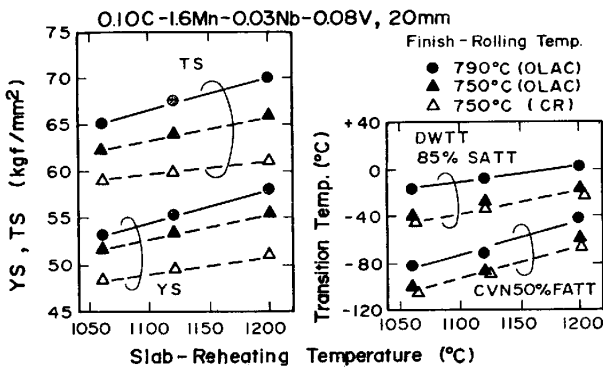 0.10C-1.6Mn-0.03Nb-0.08V, 20mm
Finish-Rolling Temp.
● 790°C (OLAC)
▲ 750°C (OLAC)
△ 750°C (CR)
YS, TS (kgf/mm²)
75
70
65
60
55
50
45
TS
YS
1050
1100
1150
1200
Transition Temp. (°C)
+40
0
-40
-80
-120
DWTT
85% SATT
CVN50%FATT
1050
1100
1150
1200
Slab-Reheating Temperature (°C)